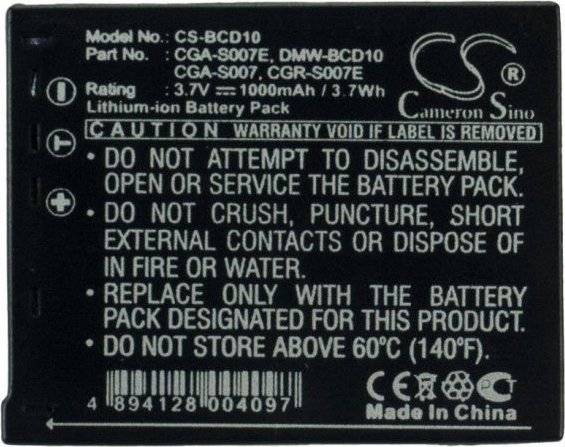 Model No.: CS-BCD10
Part No.: CGA-S007E, DMW-BCD10
CGA-S007, CGR-S007E
Rating: 3.7V ⎓ 1000mAh / 3.7Wh
Lithium-ion Battery Pack
CS
®
Cameron Sino
CAUTION WARRANTY VOID IF LABEL IS REMOVED
• DO NOT ATTEMPT TO DISASSEMBLE,
OPEN OR SERVICE THE BATTERY PACK.
• DO NOT CRUSH, PUNCTURE, SHORT
EXTERNAL CONTACTS OR DISPOSE OF
IN FIRE OR WATER.
• REPLACE ONLY WITH THE BATTERY
PACK DESIGNATED FOR THIS PRODUCT.
• DO NOT STORE ABOVE 60ºC (140ºF).
− T +
4 894128 004097
CE
Made In China